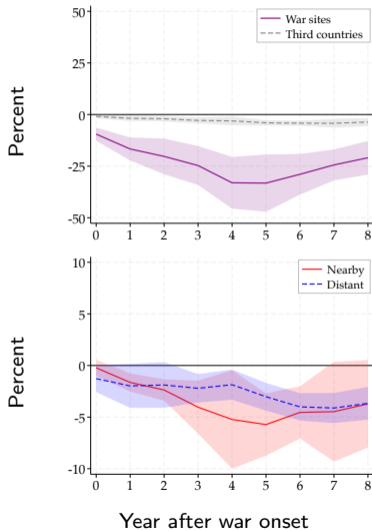 50
25
0
-25
-50
Percent
War sites
Third countries
0 1 2 3 4 5 6 7 8
10
5
0
-5
-10
Percent
Nearby
Distant
0 1 2 3 4 5 6 7 8
Year after war onset